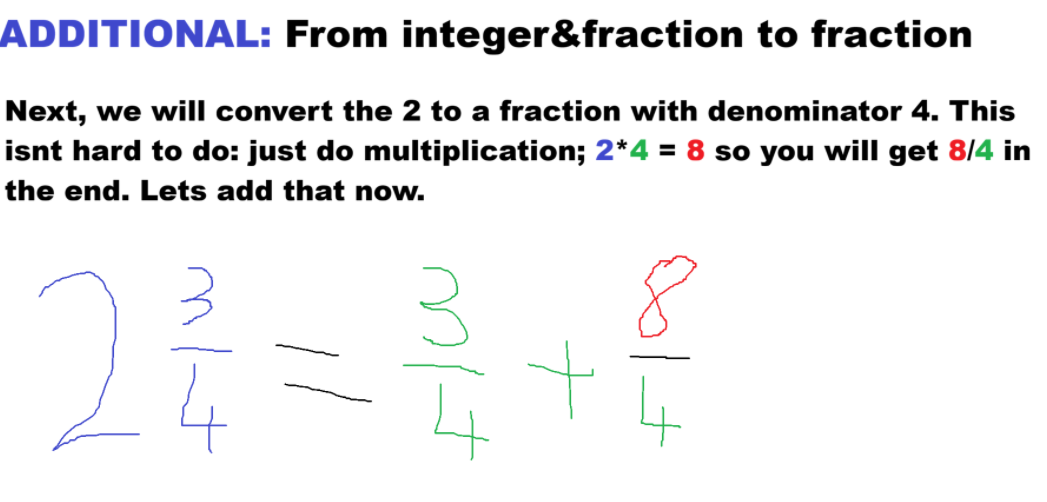 ADDITIONAL: From integer&fraction to fraction
Next, we will convert the 2 to a fraction with denominator 4. This
isnt hard to do: just do multiplication; 2*4 = 8 so you will get 8/4 in
the end. Lets add that now.
2 3/4 = 3/4 + 8/4